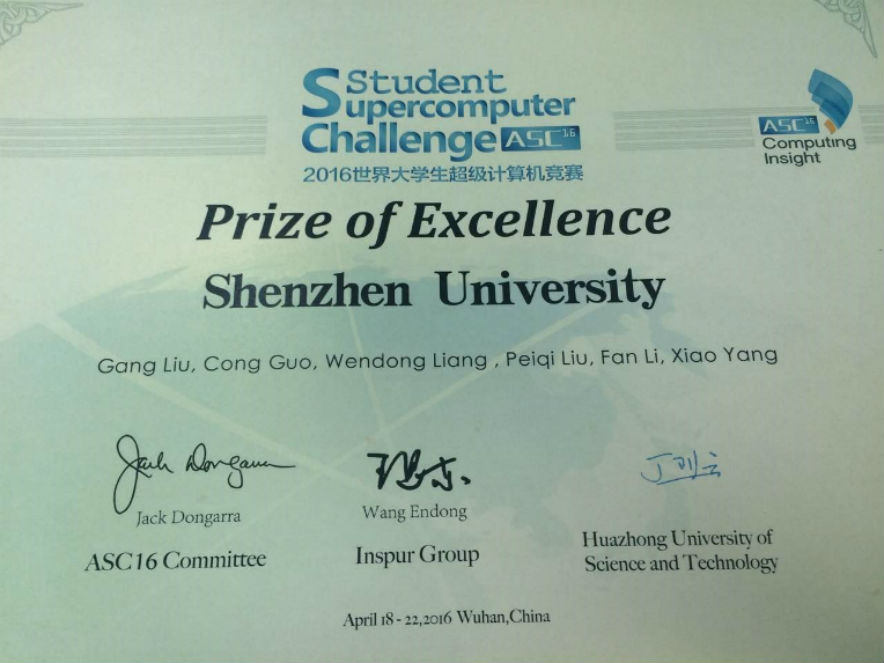 Student
Supercomputer
Challenge ASC16
2016世界大学生超级计算机竞赛
ASC16
Computing
Insight
Prize of Excellence
Shenzhen University
Gang Liu, Cong Guo, Wendong Liang , Peiqi Liu, Fan Li, Xiao Yang
Jack Dongarra
Jack Dongarra
Wang Endong
ASC16 Committee
Inspur Group
Huazhong University of
Science and Technology
April 18 - 22,2016 Wuhan,China